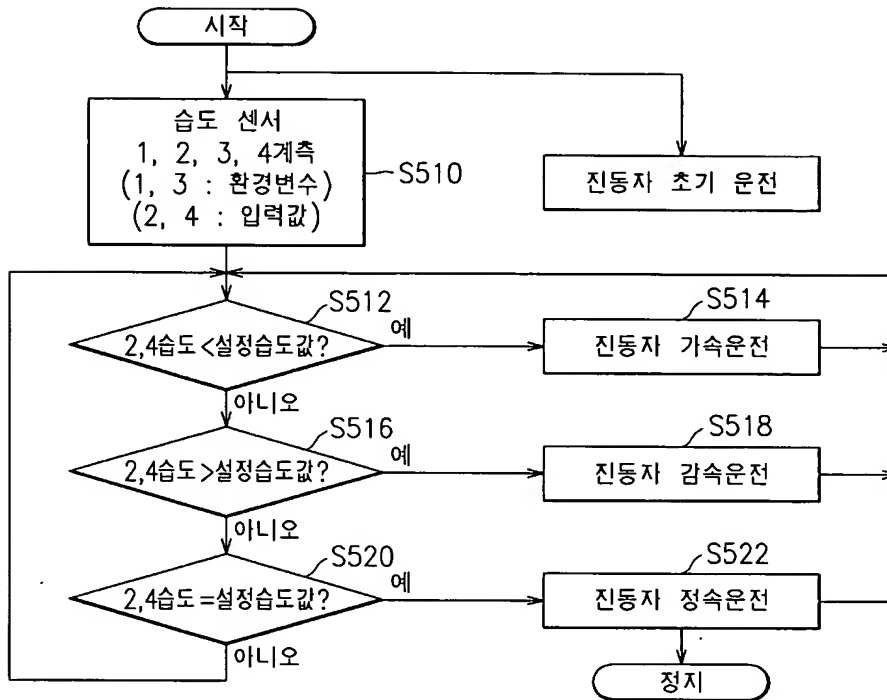 시작
습도 센서
1, 2, 3, 4계측
(1, 3 : 환경변수)
(2, 4 : 입력값)
S510
진동자 초기 운전
S512
2,4습도<설정습도값?
예
S514
진동자 가속운전
아니오
S516
2,4습도>설정습도값?
예
S518
진동자 감속운전
아니오
S520
2,4습도=설정습도값?
예
S522
진동자 정속운전
아니오
정지